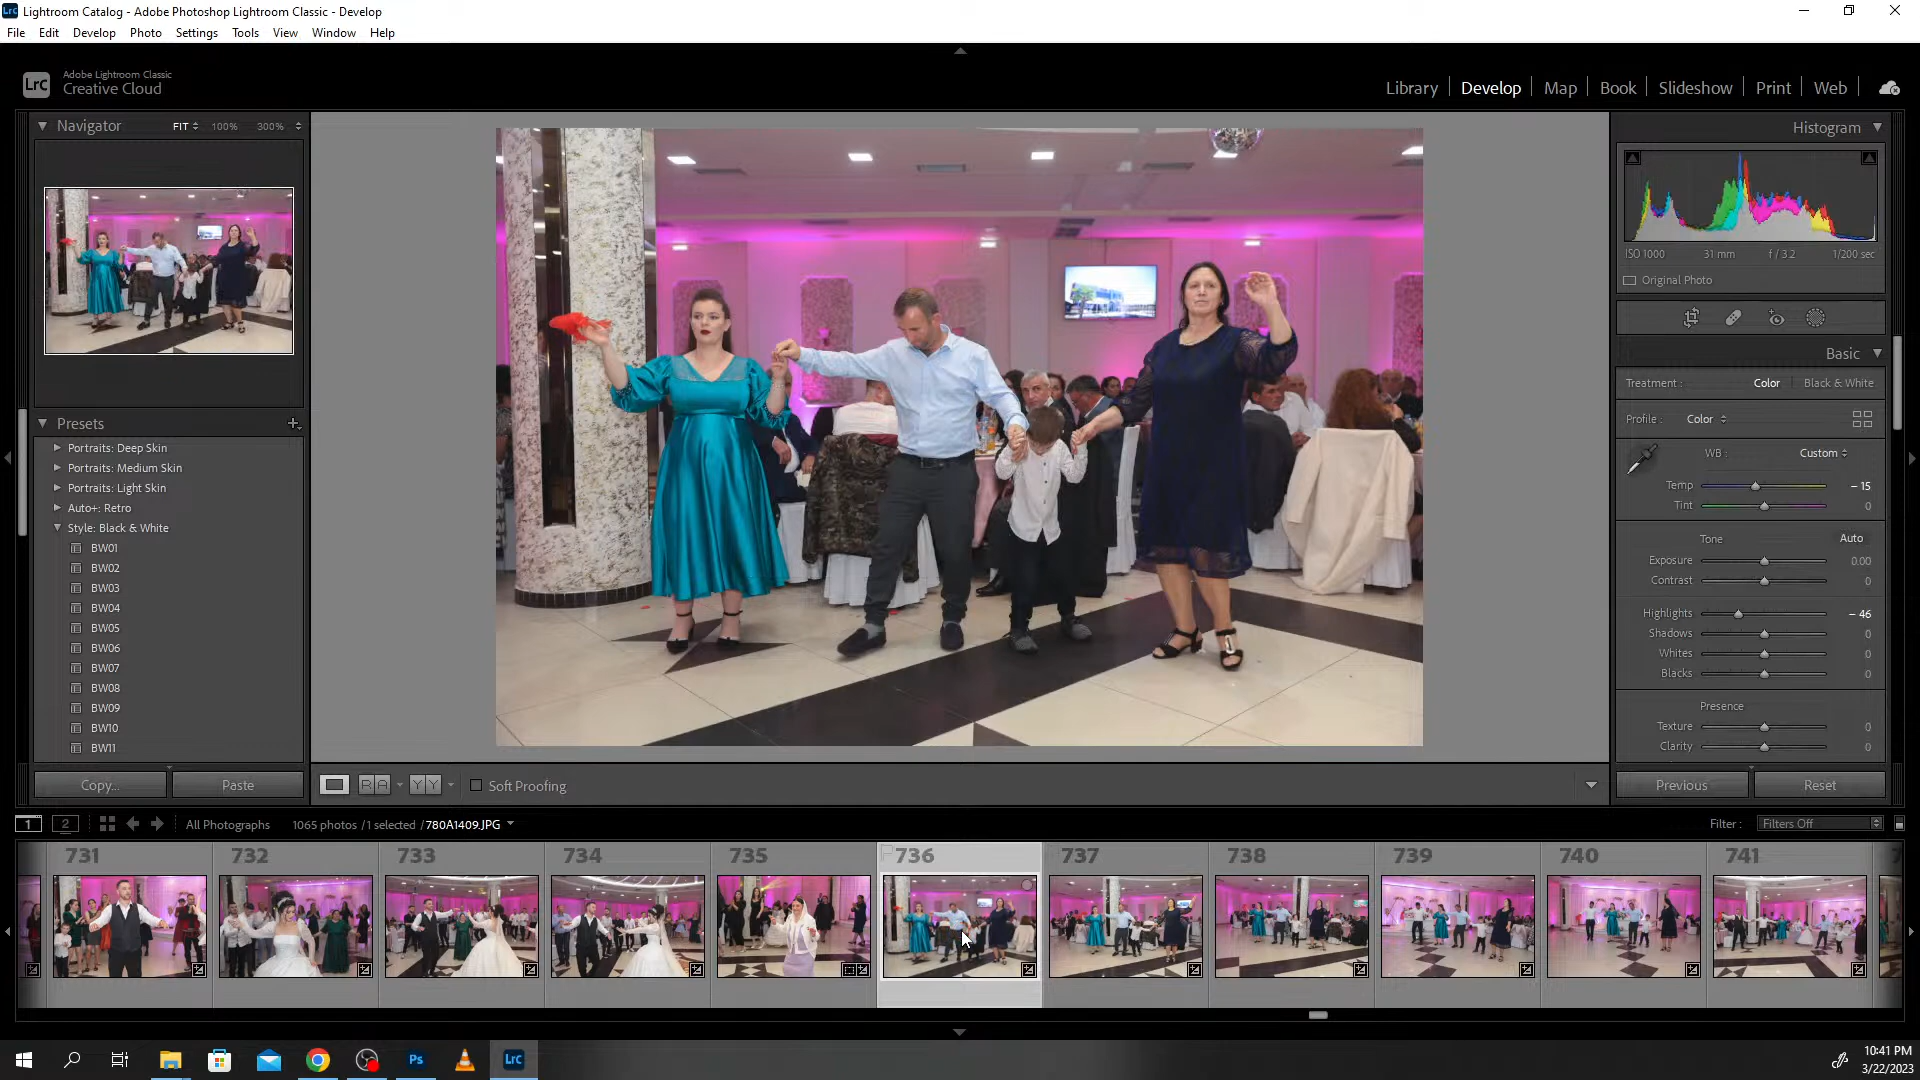 Lightroom Catalog - Adobe Photoshop Lightroom Classic - Develop
File Edit Develop Photo Settings Tools View Window Help
LrC
Adobe Lightroom Classic
Creative Cloud
Library Develop Map Book Slideshow Print Web
Navigator FIT 100% 300%
Histogram
ISO 1000 31 mm f / 3.2 1/200 sec
Original Photo
Basic
Treatment : Color Black & White
Profile : Color
WB : Custom
Temp – 15
Tint 0
Tone Auto
Exposure 0.00
Contrast 0
Highlights – 46
Shadows 0
Whites 0
Blacks 0
Presence
Texture 0
Clarity 0
Presets
Portraits: Deep Skin
Portraits: Medium Skin
Portraits: Light Skin
Auto+: Retro
Style: Black & White
BW01
BW02
BW03
BW04
BW05
BW06
BW07
BW08
BW09
BW10
BW11
Copy... Paste
R A Y Y Soft Proofing
Previous Reset
1 2 All Photographs 1065 photos / 1 selected / 780A1409.JPG
Filter : Filters Off
731 732 733 734 735 736 737 738 739 740 741
Ps LrC
10:41 PM
3/22/2023